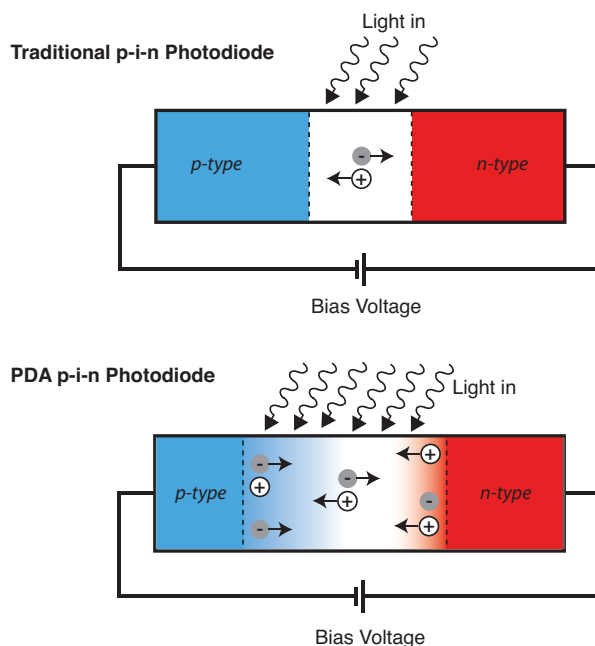 Light in
Traditional p-i-n Photodiode
p-type
-
n-type
+
Bias Voltage
PDA p-i-n Photodiode
Light in
+
-
-
p-type
+
+
-
n-type
-
+
Bias Voltage